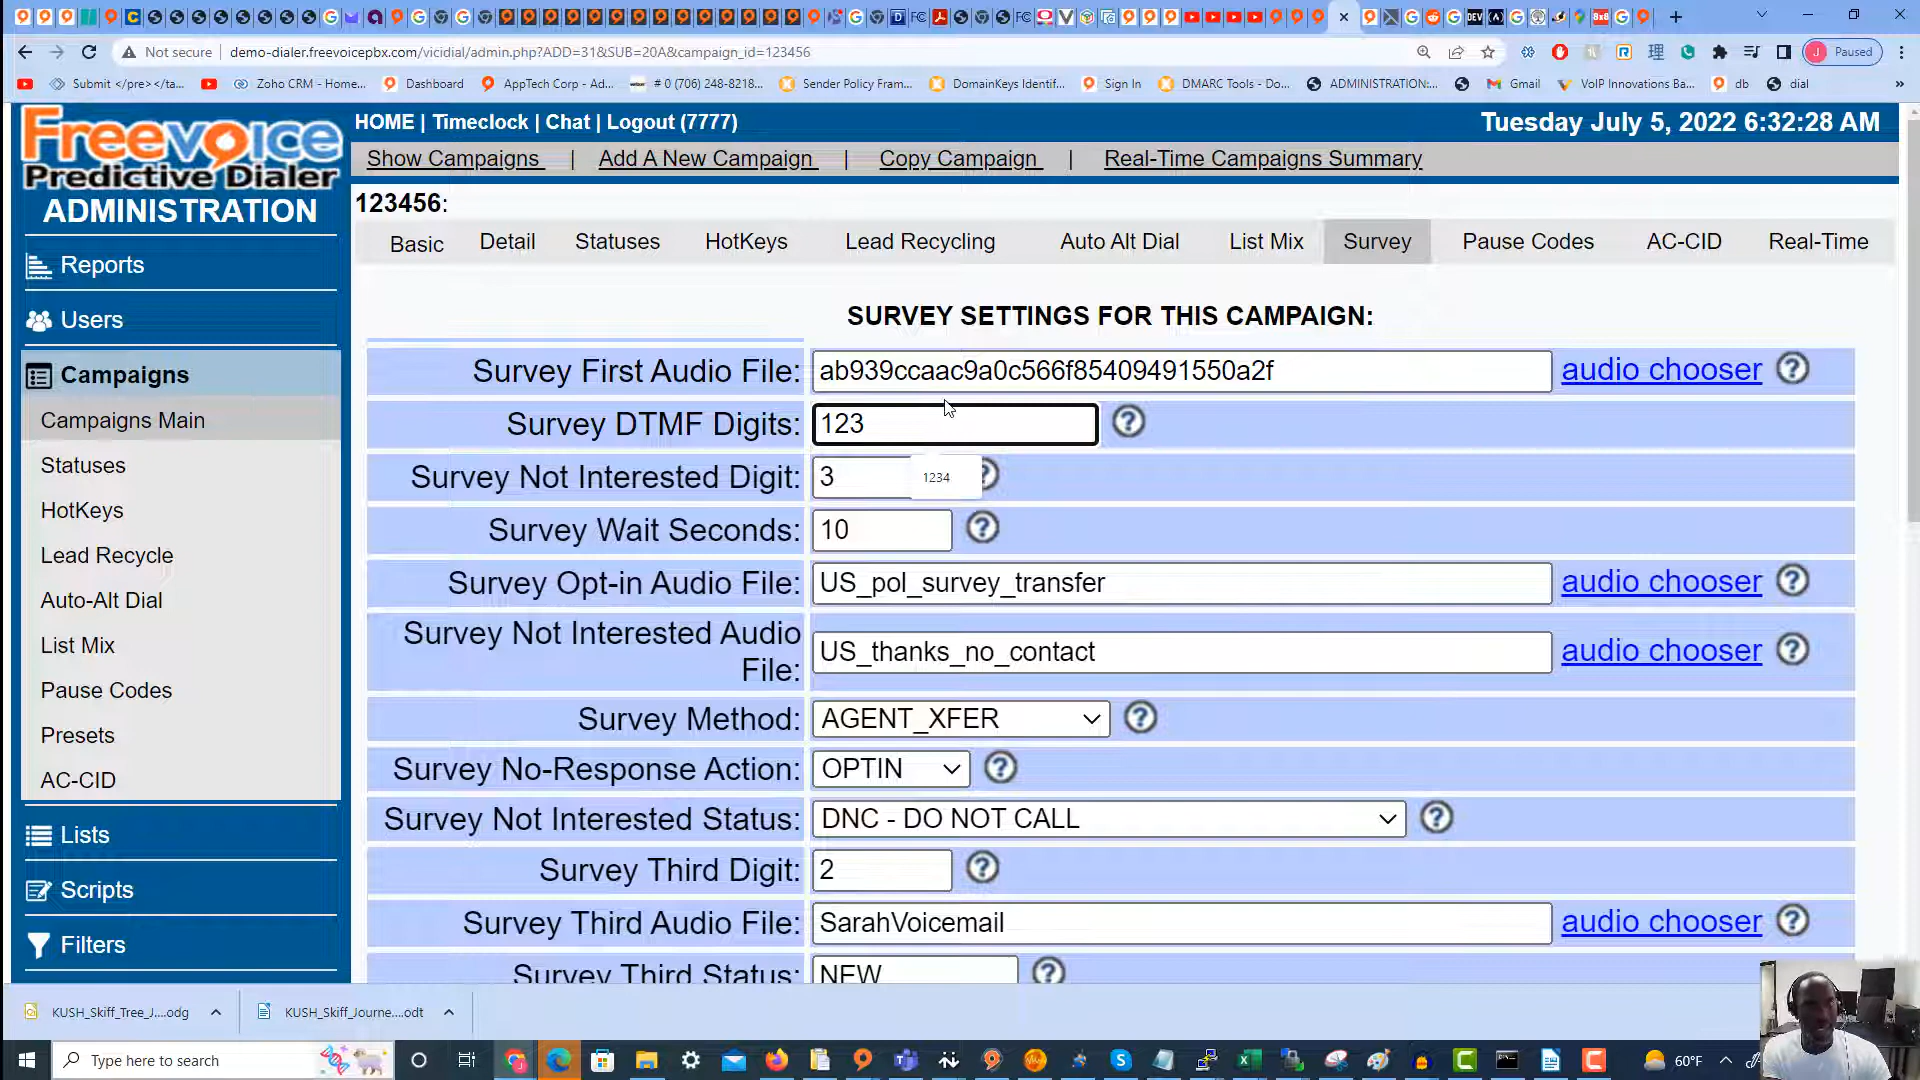 Not secure
demo-dialer.freevoicepbx.com/vicidial/admin.php?ADD=31&SUB=20A&campaign_id=123456
Paused
Submit </pre></ta...
Zoho CRM - Home...
Dashboard
AppTech Corp - Ad...
# 0 (706) 248-8218...
Sender Policy Fram...
DomainKeys Identif...
Sign In
DMARC Tools - Do...
ADMINISTRATION:...
Gmail
VoIP Innovations Ba...
db
dial
Freevoice
Predictive Dialer
ADMINISTRATION
HOME | Timeclock | Chat | Logout (7777)
Tuesday July 5, 2022 6:32:28 AM
Show Campaigns | Add A New Campaign | Copy Campaign | Real-Time Campaigns Summary
123456:
Basic Detail Statuses HotKeys Lead Recycling Auto Alt Dial List Mix Survey Pause Codes AC-CID Real-Time
Reports
Users
Campaigns
Campaigns Main
Statuses
HotKeys
Lead Recycle
Auto-Alt Dial
List Mix
Pause Codes
Presets
AC-CID
Lists
Scripts
Filters
SURVEY SETTINGS FOR THIS CAMPAIGN:
Survey First Audio File: ab939ccaac9a0c566f85409491550a2f audio chooser
Survey DTMF Digits: 123
Survey Not Interested Digit: 3
1234
Survey Wait Seconds: 10
Survey Opt-in Audio File: US_pol_survey_transfer audio chooser
Survey Not Interested Audio
File: US_thanks_no_contact audio chooser
Survey Method: AGENT_XFER
Survey No-Response Action: OPTIN
Survey Not Interested Status: DNC - DO NOT CALL
Survey Third Digit: 2
Survey Third Audio File: SarahVoicemail audio chooser
Survey Third Status: NEW
KUSH_Skiff_Tree_J....odg
KUSH_Skiff_Journe....odt
Type here to search
60°F